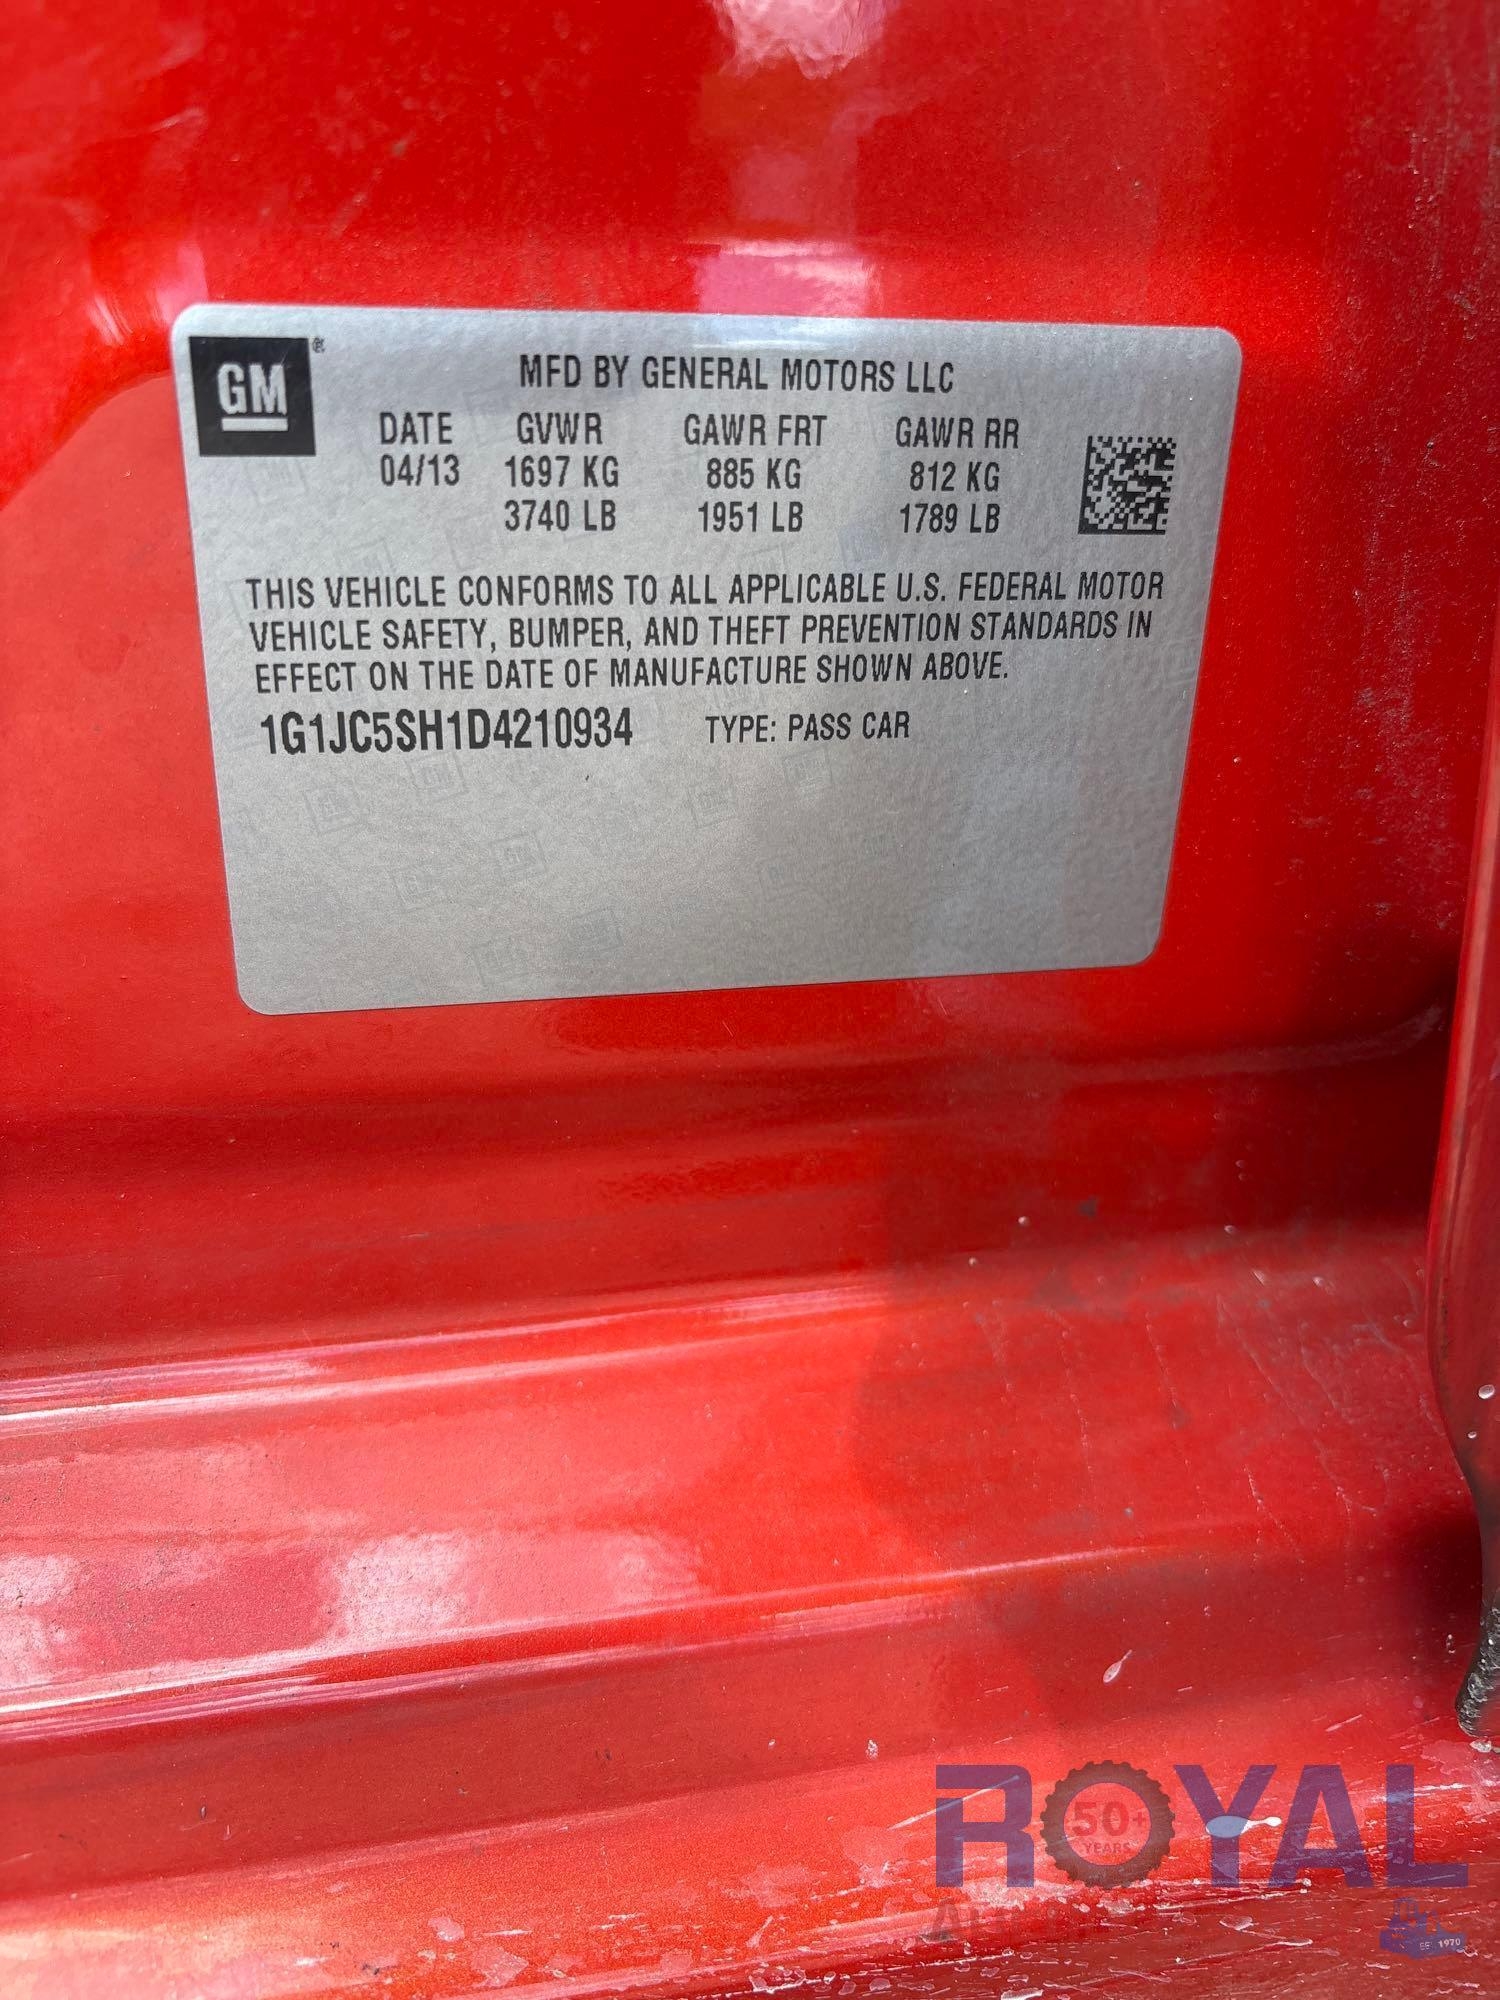 GM ®
MFD BY GENERAL MOTORS LLC
DATE GVWR GAWR FRT GAWR RR
04/13 1697 KG 885 KG 812 KG
3740 LB 1951 LB 1789 LB
THIS VEHICLE CONFORMS TO ALL APPLICABLE U.S. FEDERAL MOTOR
VEHICLE SAFETY, BUMPER, AND THEFT PREVENTION STANDARDS IN
EFFECT ON THE DATE OF MANUFACTURE SHOWN ABOVE.
1G1JC5SH1D4210934 TYPE: PASS CAR
ROYAL
50+
YEARS
1970